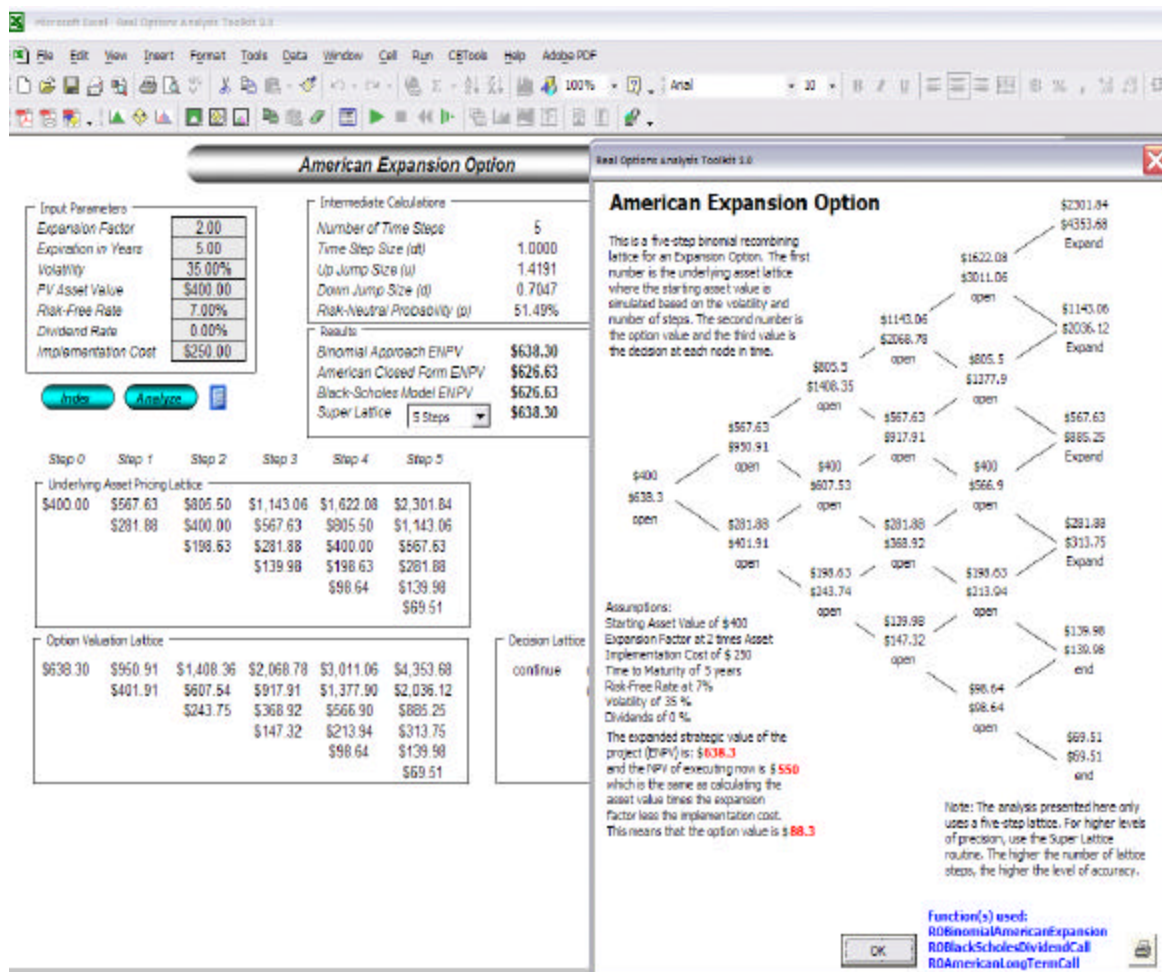 Microsoft Excel - Real Options Analysis Toolkit 1.0
File Edit View Insert Format Tools Data Window Cell Run CBTools Help Adobe PDF
100% Arial 10 B I U
American Expansion Option
Input Parameters
Expansion Factor 2.00
Expiration in Years 5.00
Volatility 35.00%
PV Asset Value $400.00
Risk-Free Rate 7.00%
Dividend Rate 0.00%
Implementation Cost $250.00
Index Analyze
Intermediate Calculations
Number of Time Steps 5
Time Step Size (dt) 1.0000
Up Jump Size (u) 1.4191
Down Jump Size (d) 0.7047
Risk-Neutral Probability (p) 51.49%
Results
Binomial Approach ENPV $638.30
American Closed Form ENPV $626.63
Black-Scholes Model ENPV $626.63
Super Lattice 5 Steps $638.30
Step 0 Step 1 Step 2 Step 3 Step 4 Step 5
Underlying Asset Pricing Lattice
$400.00 $567.63 $805.50 $1,143.06 $1,622.08 $2,301.84
$281.88 $400.00 $567.63 $805.50 $1,143.06
$198.63 $281.88 $400.00 $567.63
$139.98 $198.63 $281.88
$98.64 $139.98
$69.51
Option Valuation Lattice
$638.30 $950.91 $1,408.36 $2,068.78 $3,011.06 $4,353.68
$401.91 $607.54 $917.91 $1,377.90 $2,036.12
$243.75 $368.92 $566.90 $885.25
$147.32 $213.94 $313.75
$98.64 $139.98
$69.51
Decision Lattice
continue
Real Options Analysis Toolkit 1.0
American Expansion Option
This is a five-step binomial recombining
lattice for an Expansion Option. The first
number is the underlying asset lattice
where the starting asset value is
simulated based on the volatility and
number of steps. The second number is
the option value and the third value is
the decision at each node in time.
$400
$638.3
open
$567.63
$950.91
open
$281.88
$401.91
open
$805.5
$1408.35
open
$400
$607.53
open
$198.63
$243.74
open
$1143.06
$2068.78
open
$567.63
$917.91
open
$281.88
$368.92
open
$139.98
$147.32
open
$1622.08
$3011.06
open
$805.5
$1377.9
open
$400
$566.9
open
$198.63
$213.94
open
$98.64
$98.64
open
$2301.84
$4353.68
Expand
$1143.06
$2036.12
Expand
$567.63
$885.25
Expand
$281.88
$313.75
Expand
$139.98
$139.98
end
$69.51
$69.51
end
Assumptions:
Starting Asset Value of $400
Expansion Factor at 2 times Asset
Implementation Cost of $ 250
Time to Maturity of 5 years
Risk-Free Rate at 7%
Volatility of 35 %
Dividends of 0 %
The expanded strategic value of the
project (ENPV) is: $638.3
and the NPV of executing now is $550
which is the same as calculating the
asset value times the expansion
factor less the implementation cost.
This means that the option value is $88.3
Note: The analysis presented here only
uses a five-step lattice. For higher levels
of precision, use the Super Lattice
routine. The higher the number of lattice
steps, the higher the level of accuracy.
Function(s) used:
ROBinomialAmericanExpansion
ROBlackScholesDividendCall
ROAmericanLongTermCall
OK